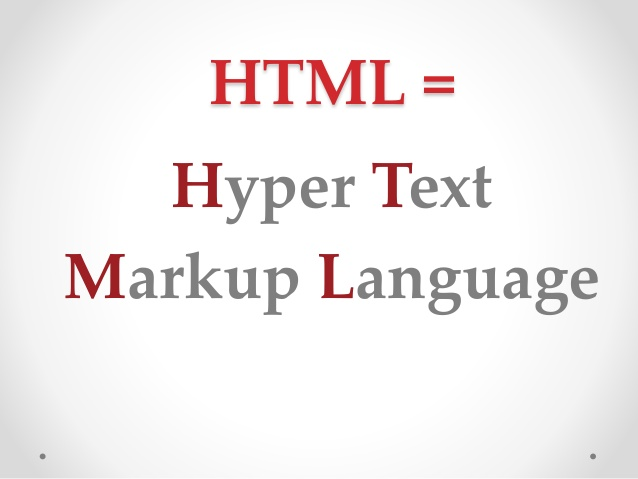 HTML =
Hyper Text
Markup Language